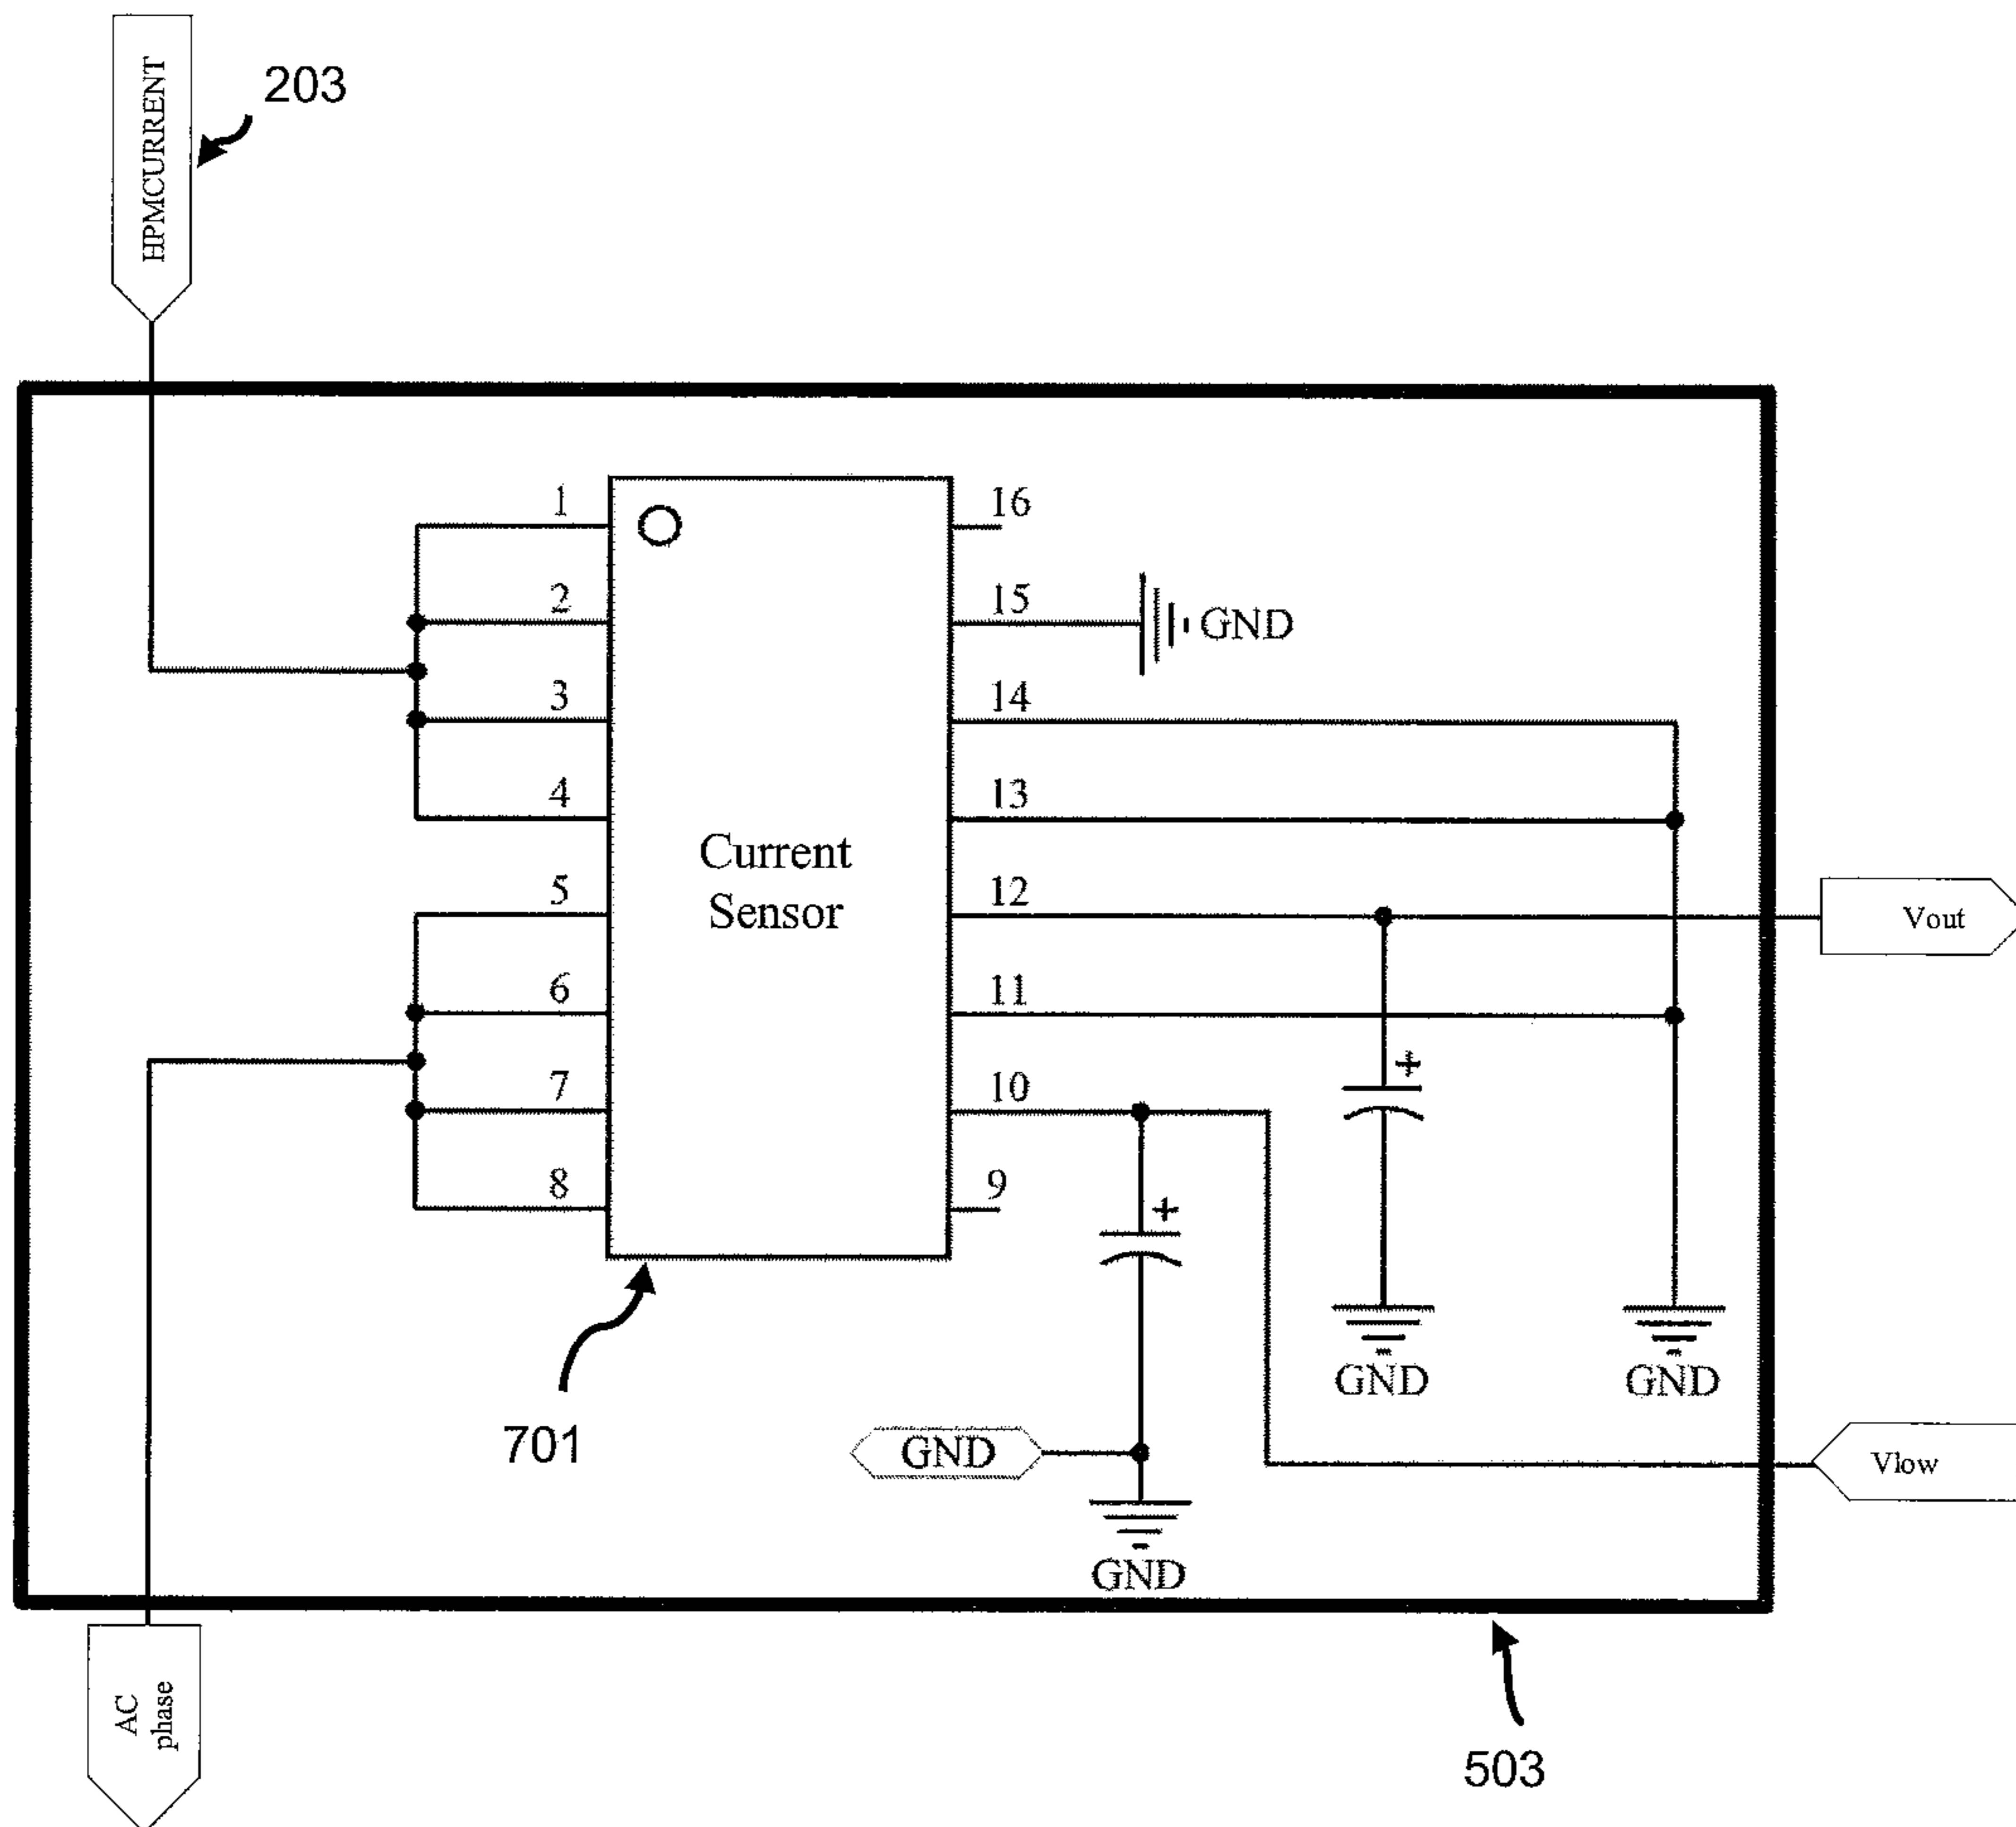 HPMCURRENT
203
1
2
3
4
5
6
7
8
Current
Sensor
16
15
14
13
12
11
10
9
GND
Vout
GND
GND
GND
GND
Vlow
701
AC
phase
503